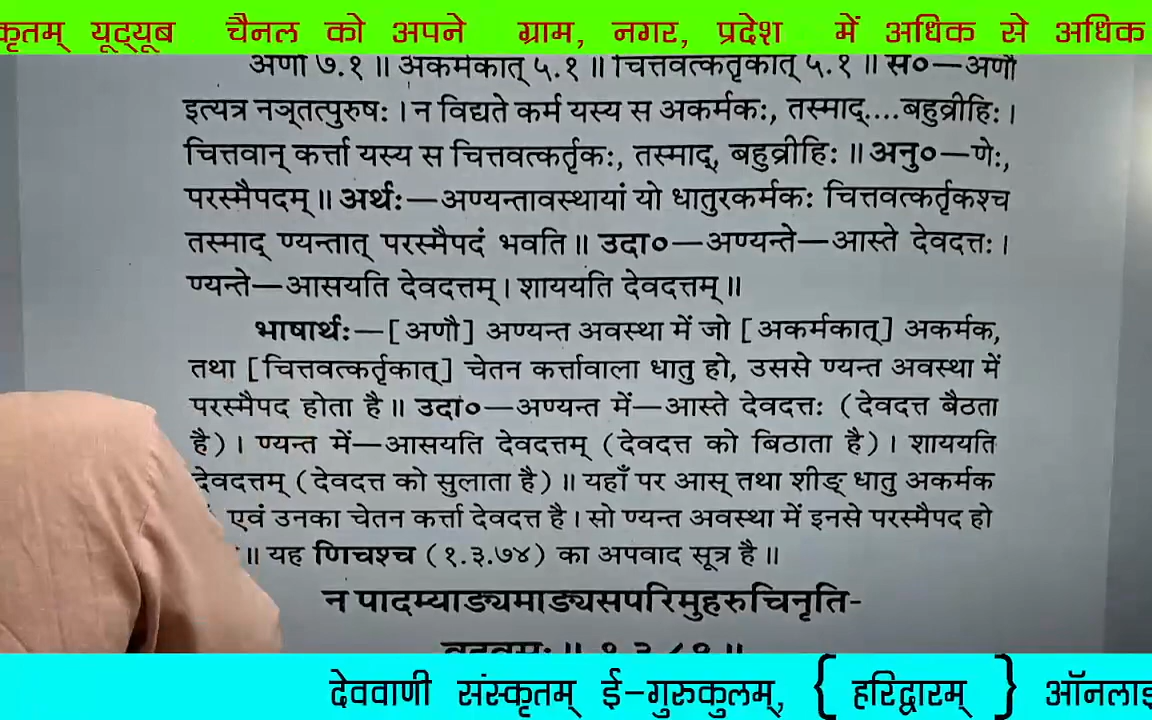 कृतम् यूट्यूब चैनल को अपने ग्राम, नगर, प्रदेश में अधिक से अधिक
अणौ ७.१ ॥ अकर्मकात् ५.१ ॥ चित्तवत्कर्तृकात् ५.१ ॥ स०—अणौ
इत्यत्र नञ्तत्पुरुषः । न विद्यते कर्म यस्य स अकर्मकः, तस्माद्....बहुव्रीहिः ।
चित्तवान् कर्त्ता यस्य स चित्तवत्कर्तृकः, तस्माद्, बहुव्रीहिः ॥ अनु०—णेः,
परस्मैपदम् ॥ अर्थः—अण्यन्तावस्थायां यो धातुरकर्मकः चित्तवत्कर्तृकश्च
तस्माद् ण्यन्तात् परस्मैपदं भवति ॥ उदा०—अण्यन्ते—आस्ते देवदत्तः ।
ण्यन्ते—आसयति देवदत्तम् । शाययति देवदत्तम् ॥
भाषार्थः—[अणौ] अण्यन्त अवस्था में जो [अकर्मकात्] अकर्मक,
तथा [चित्तवत्कर्तृकात्] चेतन कर्त्तावाला धातु हो, उससे ण्यन्त अवस्था में
परस्मैपद होता है ॥ उदा०—अण्यन्त में—आस्ते देवदत्तः (देवदत्त बैठता
है) । ण्यन्त में—आसयति देवदत्तम् (देवदत्त को बिठाता है) । शाययति
देवदत्तम् (देवदत्त को सुलाता है) ॥ यहाँ पर आस् तथा शीङ् धातु अकर्मक
एवं उनका चेतन कर्त्ता देवदत्त है । सो ण्यन्त अवस्था में इनसे परस्मैपद हो
॥ यह णिचश्च (१.३.७४) का अपवाद सूत्र है ॥
न पादम्याङ्यमाङ्यसपरिमुहरुचिनृति-
देववाणी संस्कृतम् ई-गुरुकुलम्, { हरिद्वारम् } ऑनलाइ